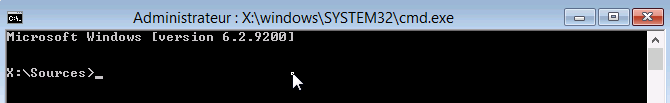 Administrateur : X:\windows\SYSTEM32\cmd.exe
Microsoft Windows [version 6.2.9200]
X:\Sources>_